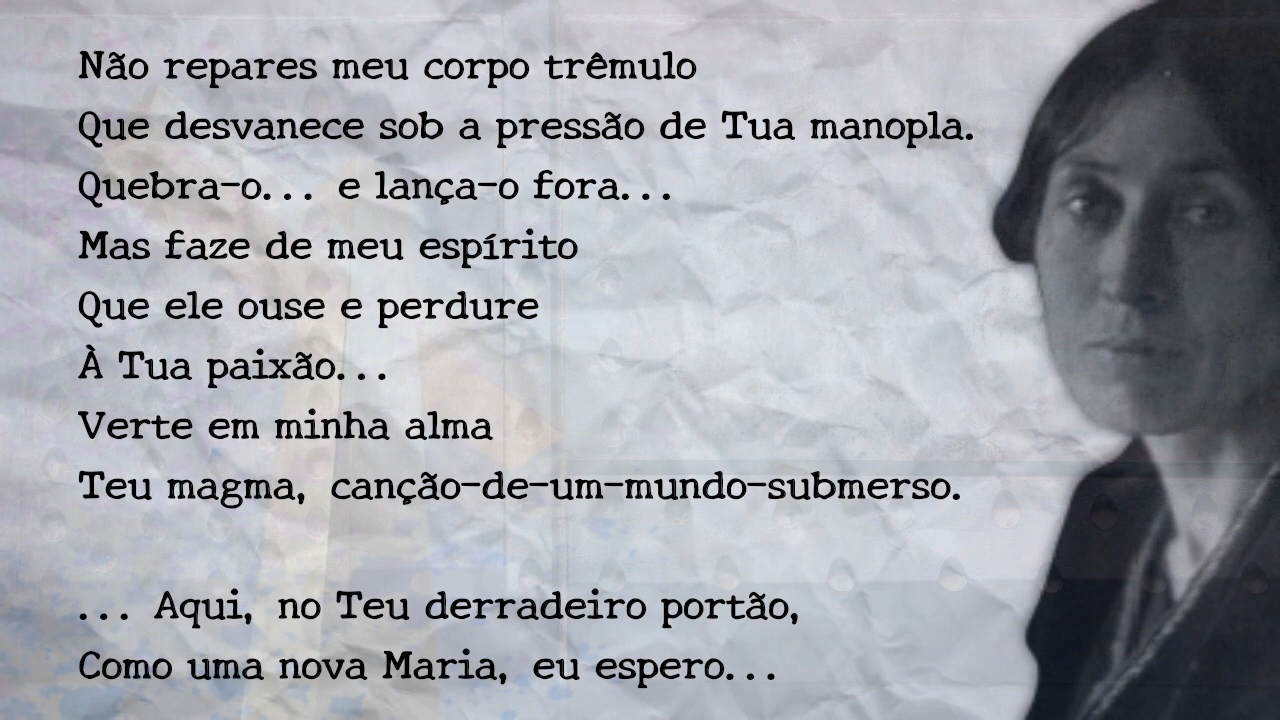 Não repares meu corpo trêmulo
Que desvanece sob a pressão de Tua manopla.
Quebra-o... e lança-o fora...
Mas faze de meu espírito
Que ele ouse e perdure
À Tua paixão...
Verte em minha alma
Teu magma, canção-de-um-mundo-submerso.
... Aqui, no Teu derradeiro portão,
Como uma nova Maria, eu espero...